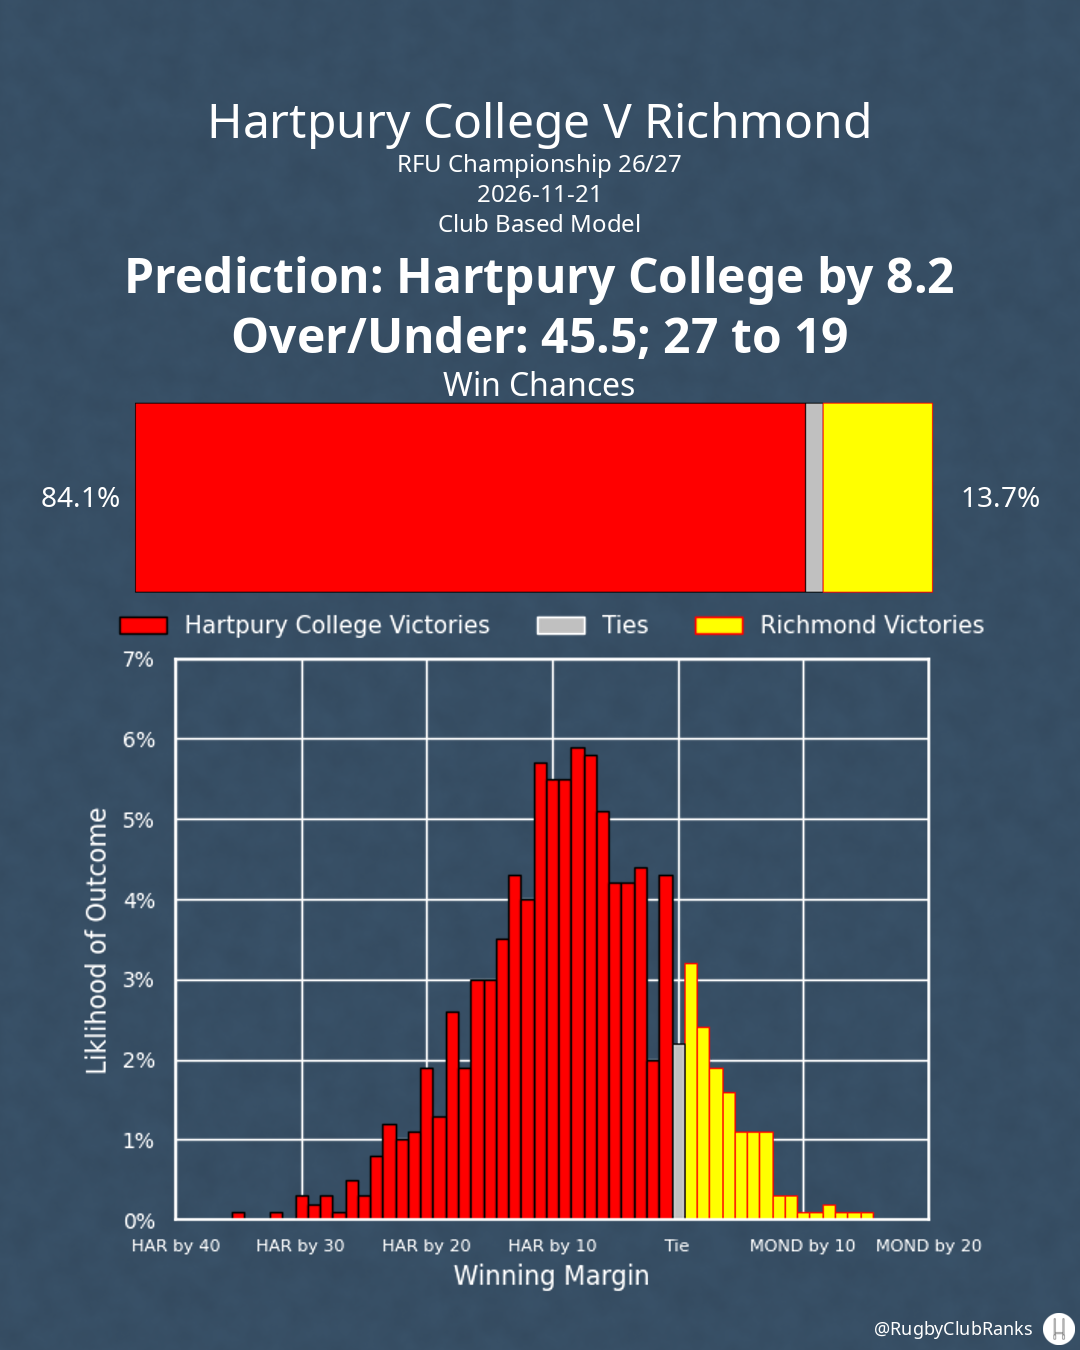 Hartpury College V Richmond
RFU Championship 26/27
2026-11-21
Club Based Model
Prediction: Hartpury College by 8.2
Over/Under: 45.5; 27 to 19
Win Chances
84.1%
13.7%
Hartpury College Victories
Ties
Richmond Victories
7%
6%
5%
4%
3%
2%
1%
0%
Liklihood of Outcome
HAR by 40
HAR by 30
HAR by 20
HAR by 10
Tie
MOND by 10
MOND by 20
Winning Margin
@RugbyClubRanks